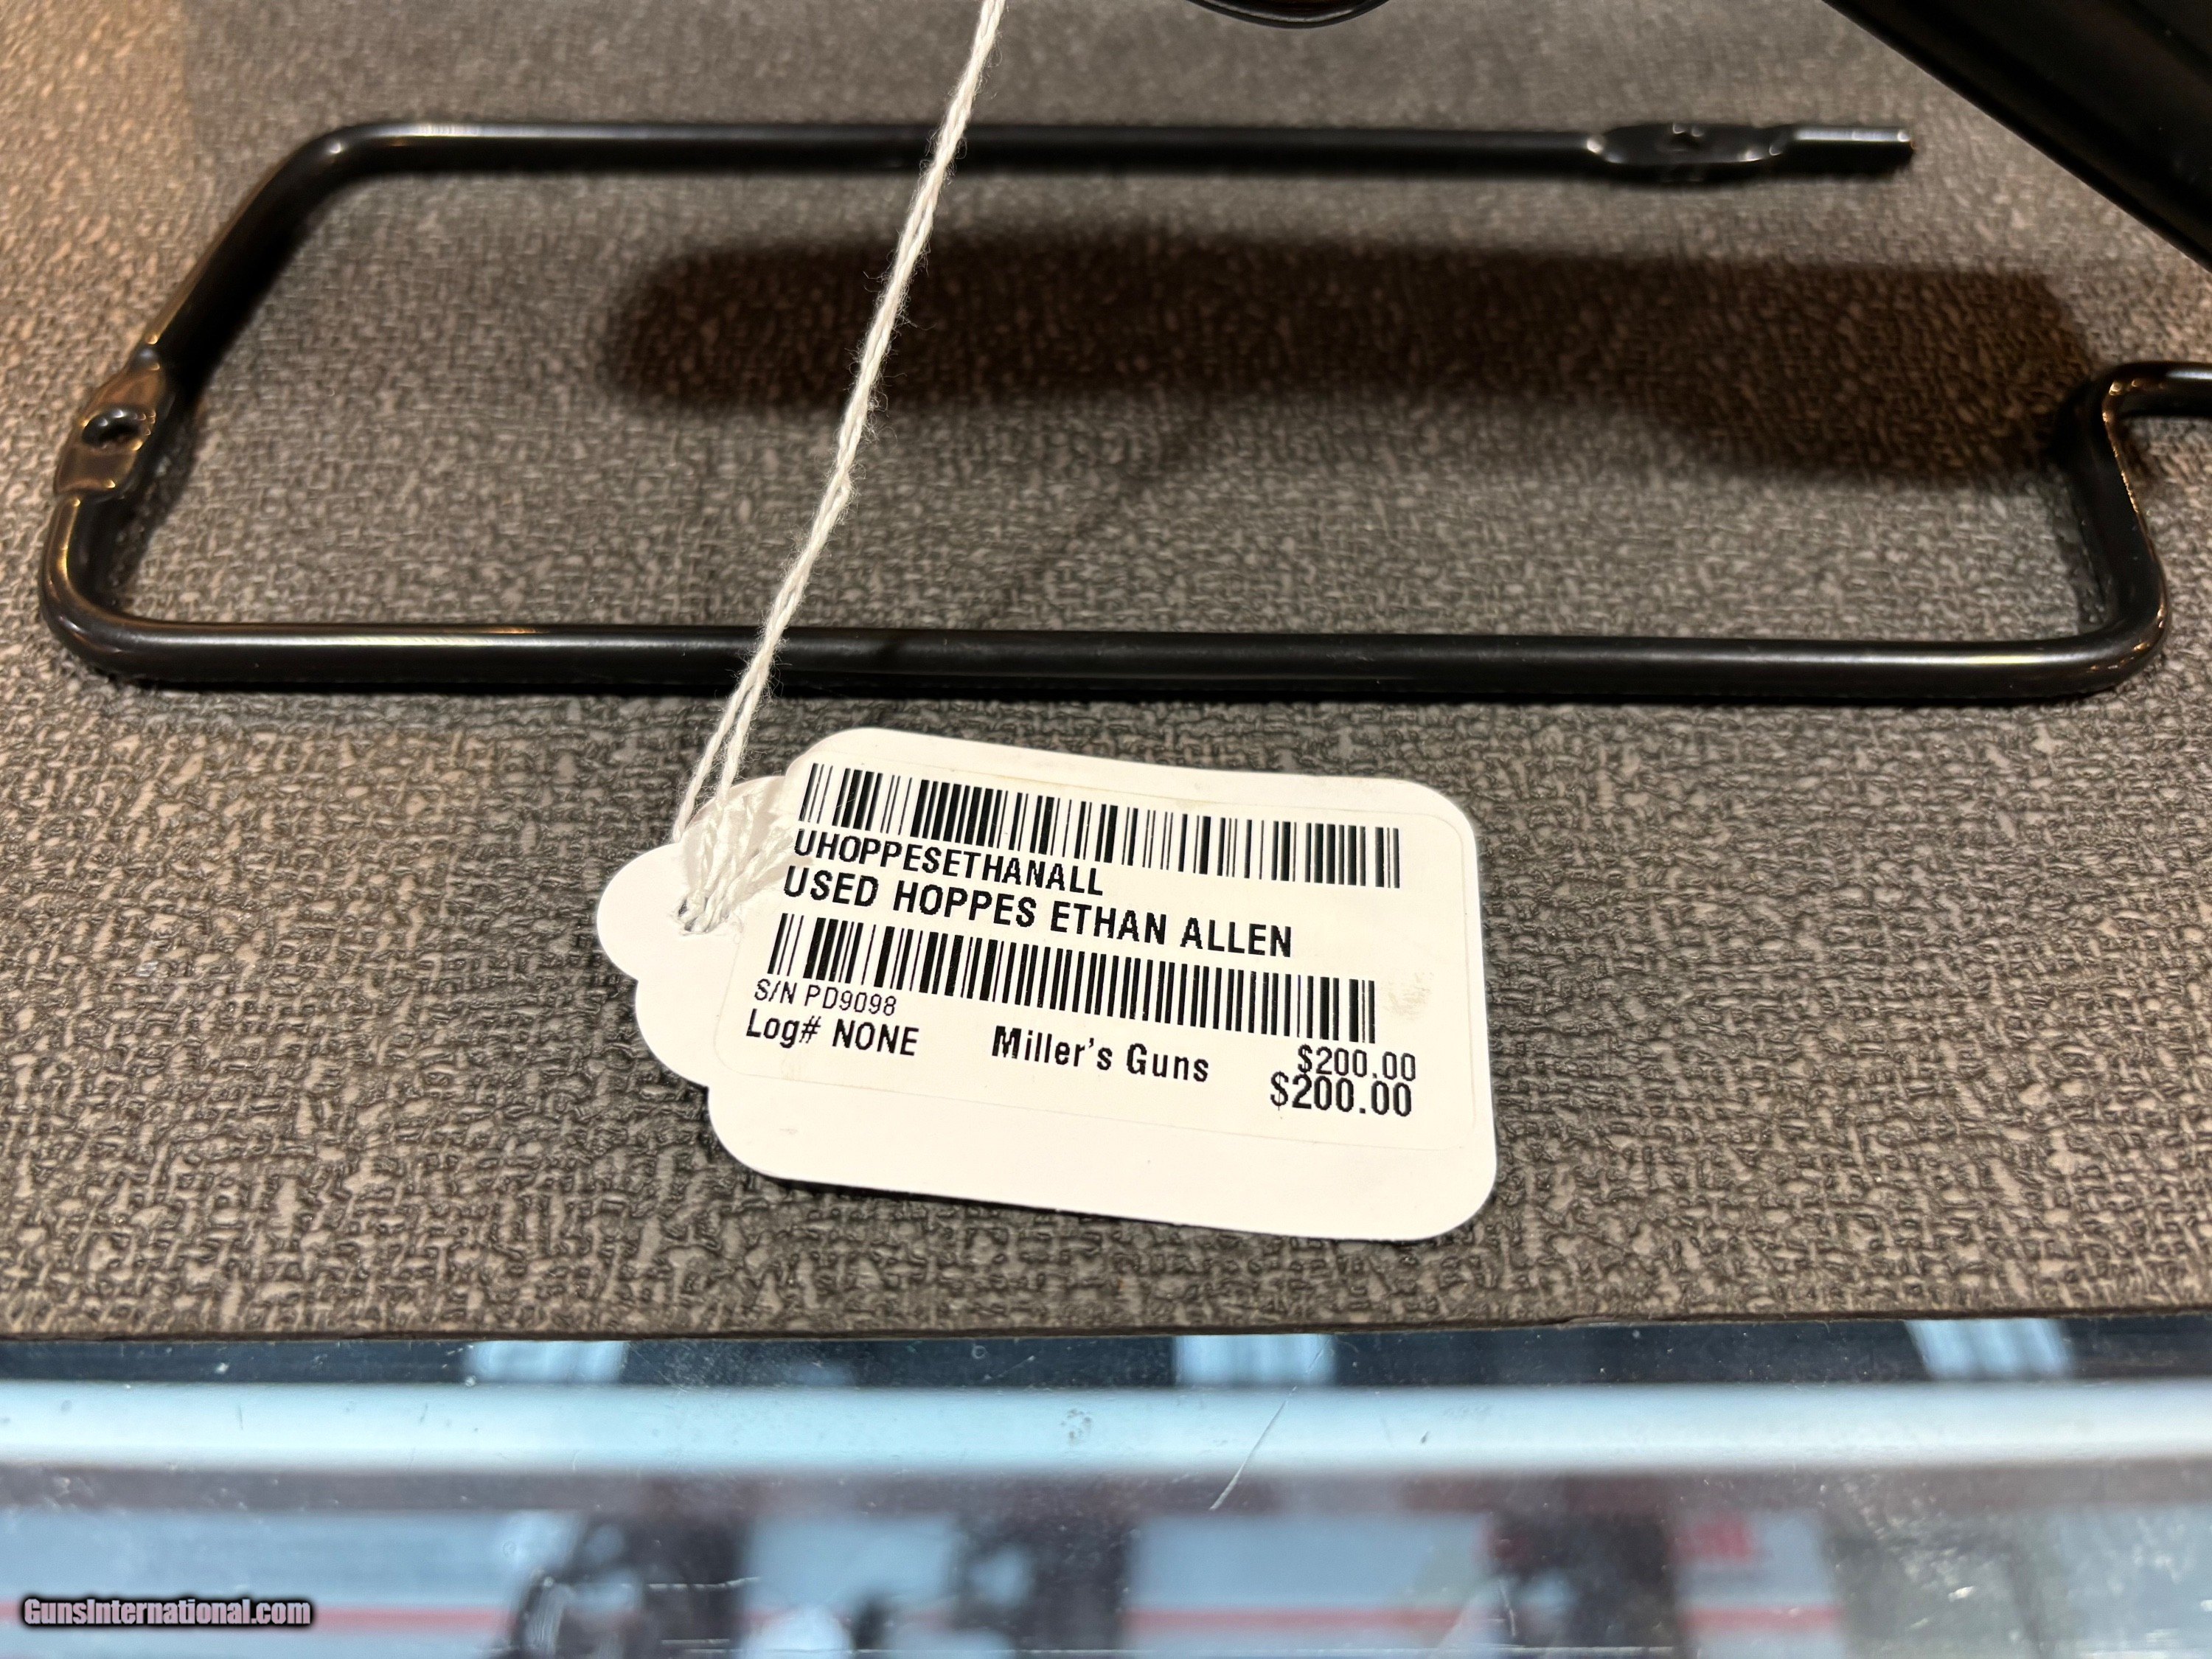 UHOPPESETHANALL
USED HOPPES ETHAN ALLEN
S/N PD9098
Log# NONE Miller's Guns $200.00
$200.00
GunsInternational.com